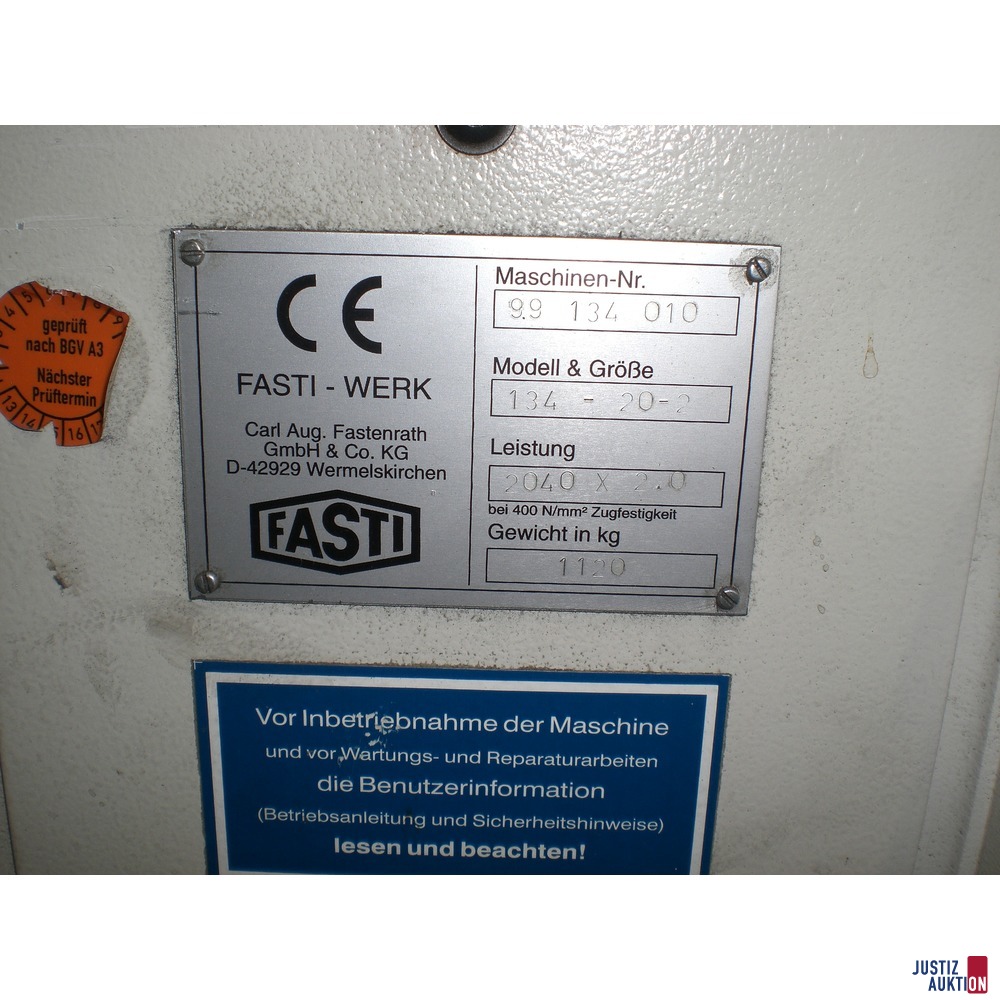 CE
FASTI - WERK
Carl Aug. Fastenrath
GmbH & Co. KG
D-42929 Wermelskirchen
FASTI
Maschinen-Nr.
99 134 010
Modell & Größe
134 - 20-2
Leistung
2040 X 2.0
bei 400 N/mm² Zugfestigkeit
Gewicht in kg
1120
geprüft
nach BGV A3
Nächster
Prüftermin
13 14 16
Vor Inbetriebnahme der Maschine
und vor Wartungs- und Reparaturarbeiten
die Benutzerinformation
(Betriebsanleitung und Sicherheitshinweise)
lesen und beachten!
JUSTIZ
AUKTION